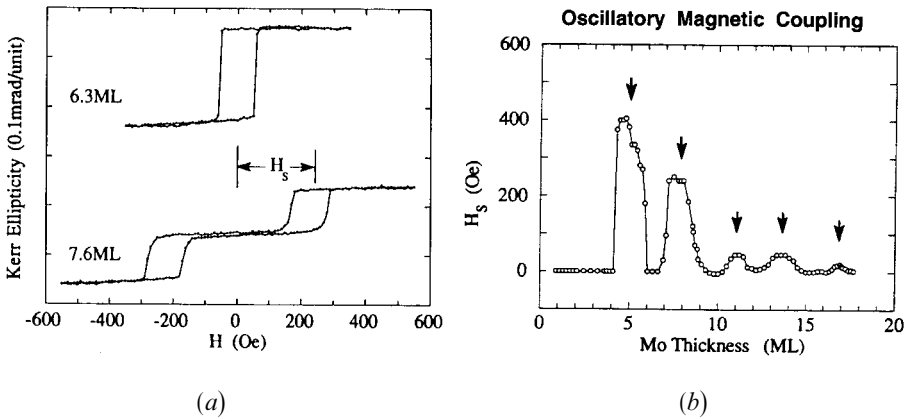 Kerr Ellipticity (0.1mrad/unit)
6.3ML
H_s
7.6ML
-600 -400 -200 0 200 400 600
H (Oe)
(a)
Oscillatory Magnetic Coupling
H_S (Oe)
600
400
200
0
0 5 10 15 20
Mo Thickness (ML)
(b)